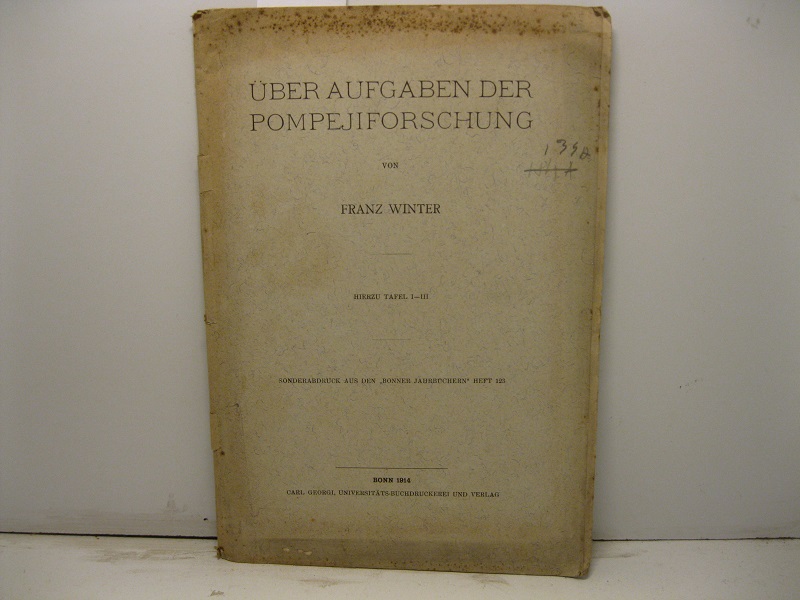 ÜBER AUFGABEN DER
POMPEJIFORSCHUNG
VON
FRANZ WINTER
HIERZU TAFEL I—III
SONDERABDRUCK AUS DEN „BONNER JAHRBÜCHERN" HEFT 123
BONN 1914
CARL GEORGI, UNIVERSITÄTS-BUCHDRUCKEREI UND VERLAG